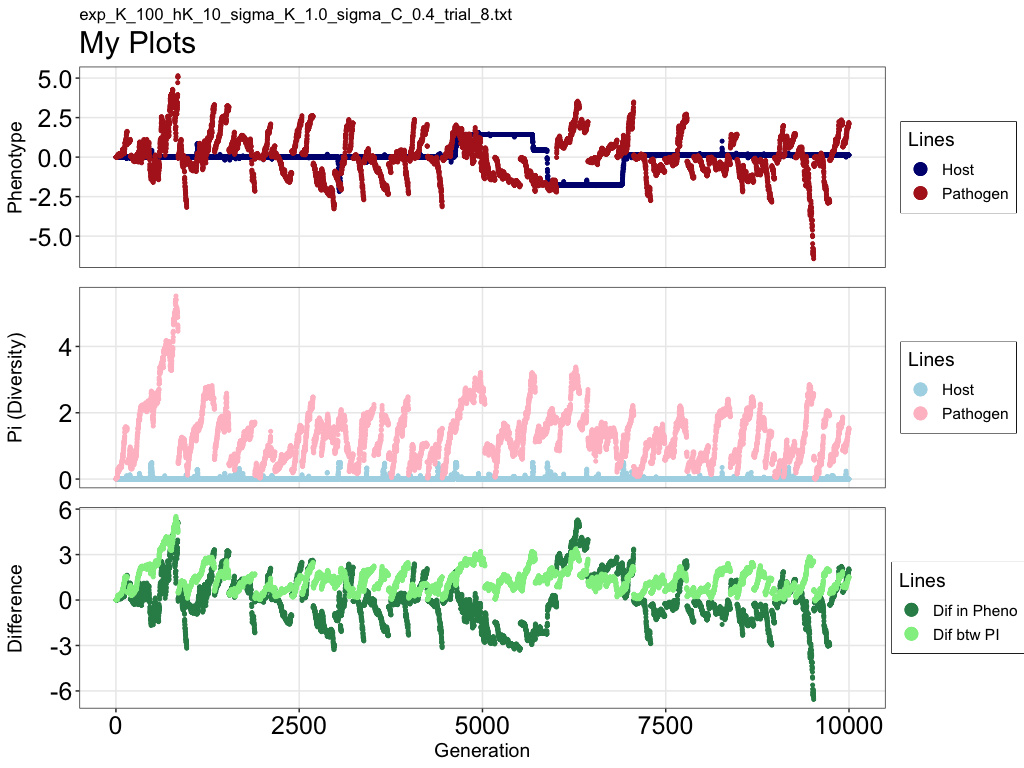 exp_K_100_hK_10_sigma_K_1.0_sigma_C_0.4_trial_8.txt
My Plots
Phenotype
5.0
2.5
0.0
-2.5
-5.0
Lines
Host
Pathogen
Pi (Diversity)
4
2
0
Lines
Host
Pathogen
Difference
6
3
0
-3
-6
Lines
Dif in Pheno
Dif btw PI
0 2500 5000 7500 10000
Generation